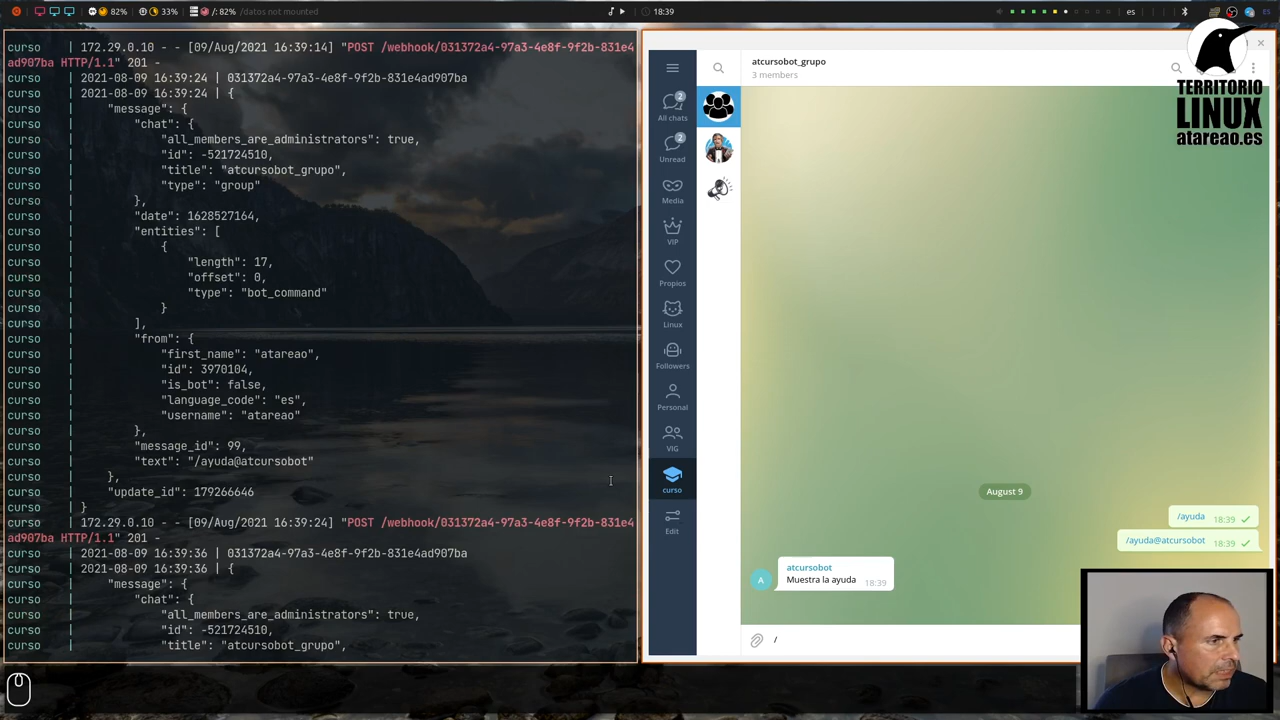 82%
33%
/: 82%
/datos not mounted
18:39
es
ES
curso | 172.29.0.10 - - [09/Aug/2021 16:39:14] "POST /webhook/031372a4-97a3-4e8f-9f2b-831e4
ad907ba HTTP/1.1" 201 -
curso | 2021-08-09 16:39:24 | 031372a4-97a3-4e8f-9f2b-831e4ad907ba
curso | 2021-08-09 16:39:24 | {
curso | "message": {
curso | "chat": {
curso | "all_members_are_administrators": true,
curso | "id": -521724510,
curso | "title": "atcursobot_grupo",
curso | "type": "group"
curso | },
curso | "date": 1628527164,
curso | "entities": [
curso | {
curso | "length": 17,
curso | "offset": 0,
curso | "type": "bot_command"
curso | }
curso | ],
curso | "from": {
curso | "first_name": "atareao",
curso | "id": 3970104,
curso | "is_bot": false,
curso | "language_code": "es",
curso | "username": "atareao"
curso | },
curso | "message_id": 99,
curso | "text": "/ayuda@atcursobot"
curso | },
curso | "update_id": 179266646
curso | }
curso | 172.29.0.10 - - [09/Aug/2021 16:39:24] "POST /webhook/031372a4-97a3-4e8f-9f2b-831e4
ad907ba HTTP/1.1" 201 -
curso | 2021-08-09 16:39:36 | 031372a4-97a3-4e8f-9f2b-831e4ad907ba
curso | 2021-08-09 16:39:36 | {
curso | "message": {
curso | "chat": {
curso | "all_members_are_administrators": true,
curso | "id": -521724510,
curso | "title": "atcursobot_grupo",
2
All chats
2
Unread
Media
VIP
Propios
Linux
Followers
Personal
VIG
curso
Edit
atcursobot_grupo
3 members
TERRITORIO
LINUX
atareao.es
August 9
/ayuda 18:39
/ayuda@atcursobot 18:39
A
atcursobot
Muestra la ayuda 18:39
/